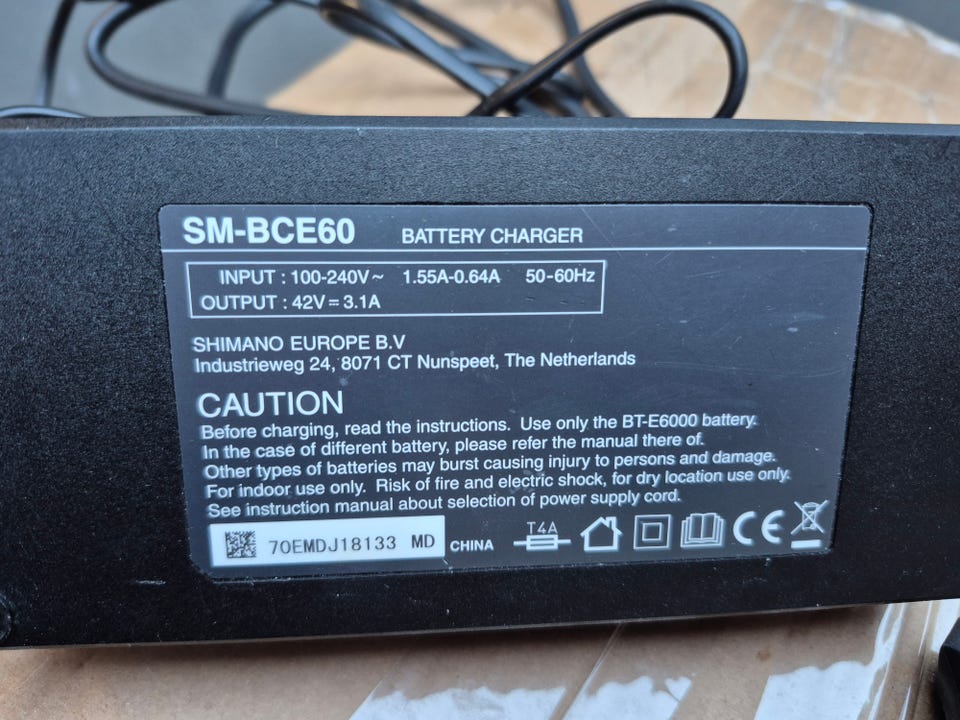 SM-BCE60 BATTERY CHARGER
INPUT : 100-240V~ 1.55A-0.64A 50-60Hz
OUTPUT : 42V=3.1A
SHIMANO EUROPE B.V
Industrieweg 24, 8071 CT Nunspeet, The Netherlands
CAUTION
Before charging, read the instructions. Use only the BT-E6000 battery.
In the case of different battery, please refer the manual there of.
Other types of batteries may burst causing injury to persons and damage.
For indoor use only. Risk of fire and electric shock, for dry location use only.
See instruction manual about selection of power supply cord.
70EMDJ18133 MD CHINA T4A CE